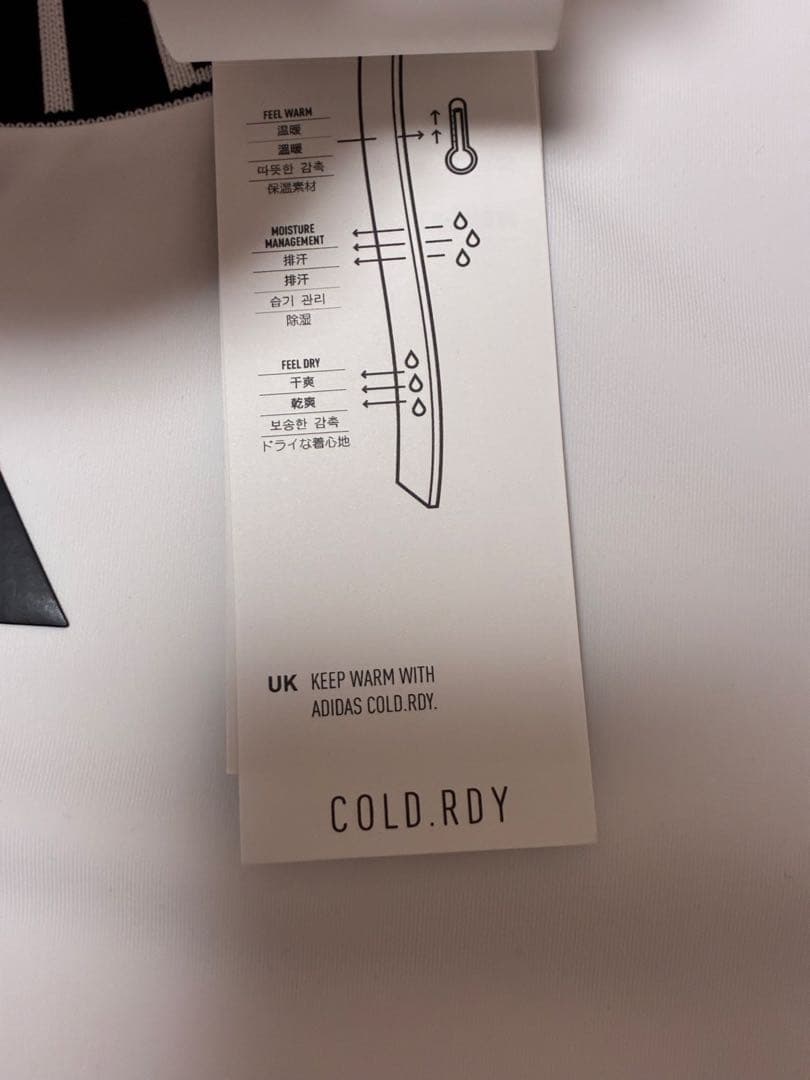 FEEL WARM
温暖
溫暖
따뜻한 감촉
保温素材
MOISTURE
MANAGEMENT
排汗
排汗
습기 관리
除湿
FEEL DRY
干爽
乾爽
보송한 감촉
ドライな着心地
UK KEEP WARM WITH
ADIDAS COLD.RDY.
COLD.RDY